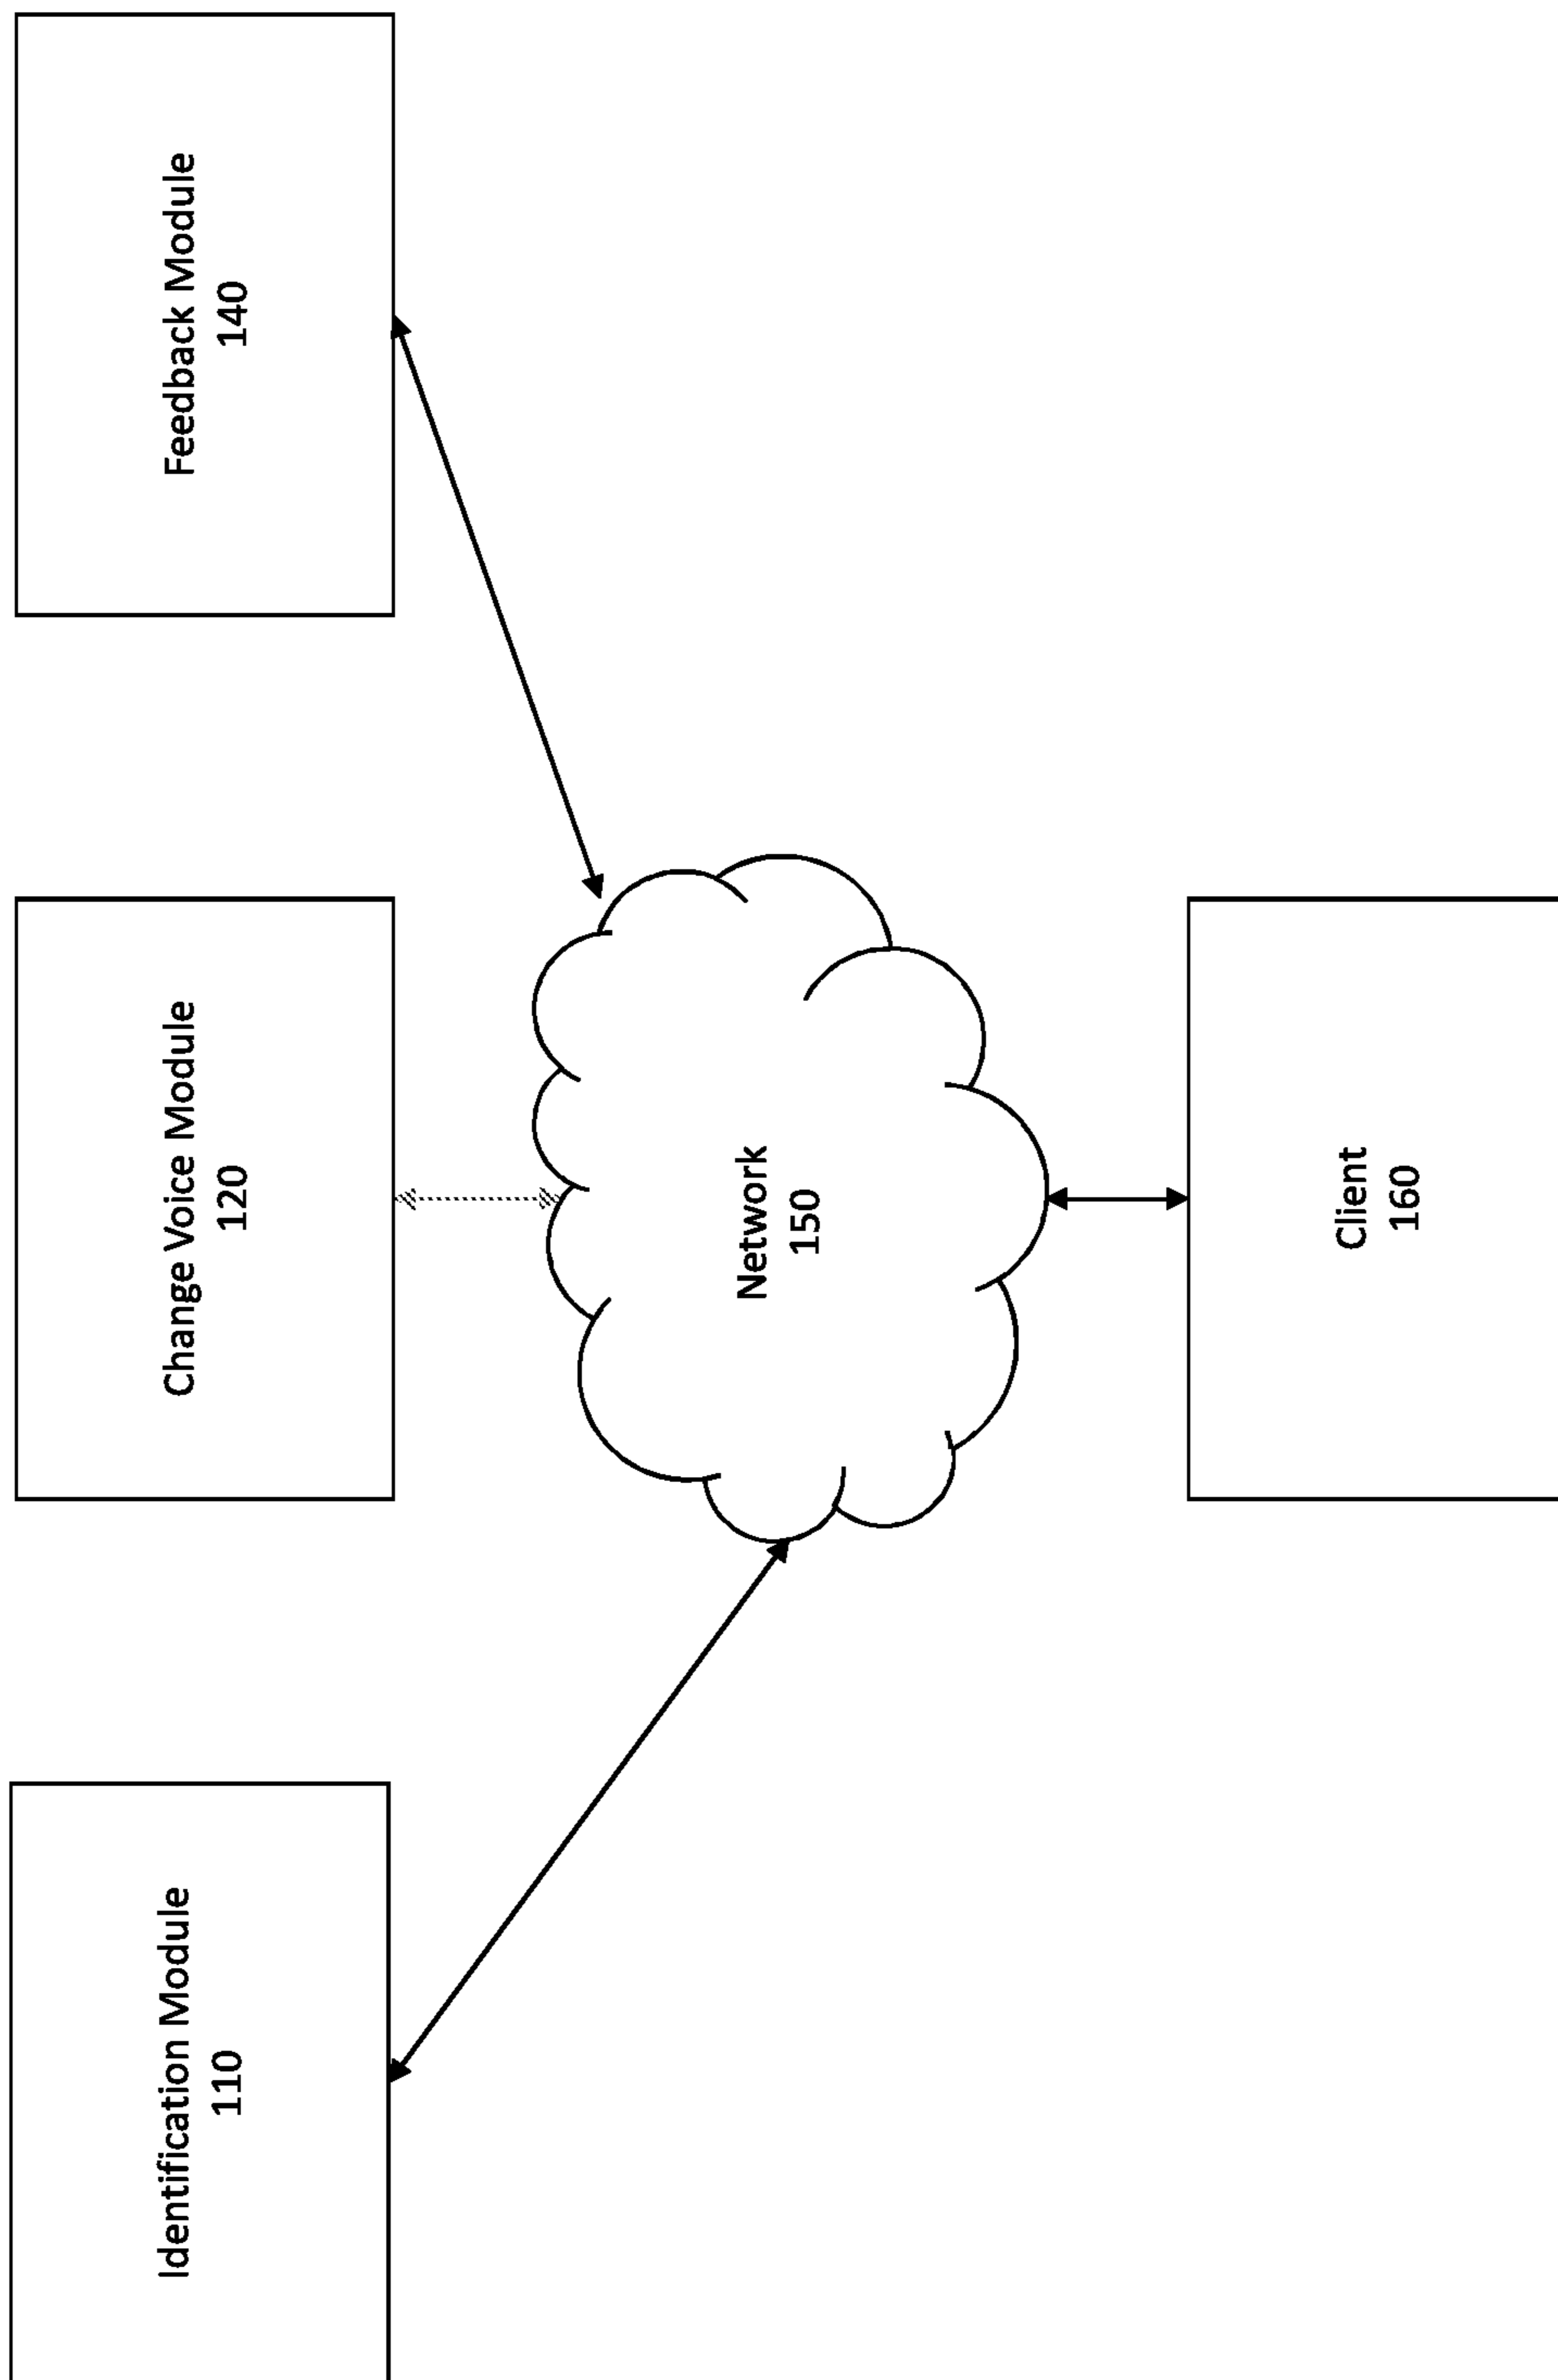 Identification Module
110
Change Voice Module
120
Feedback Module
140
Network
150
Client
160